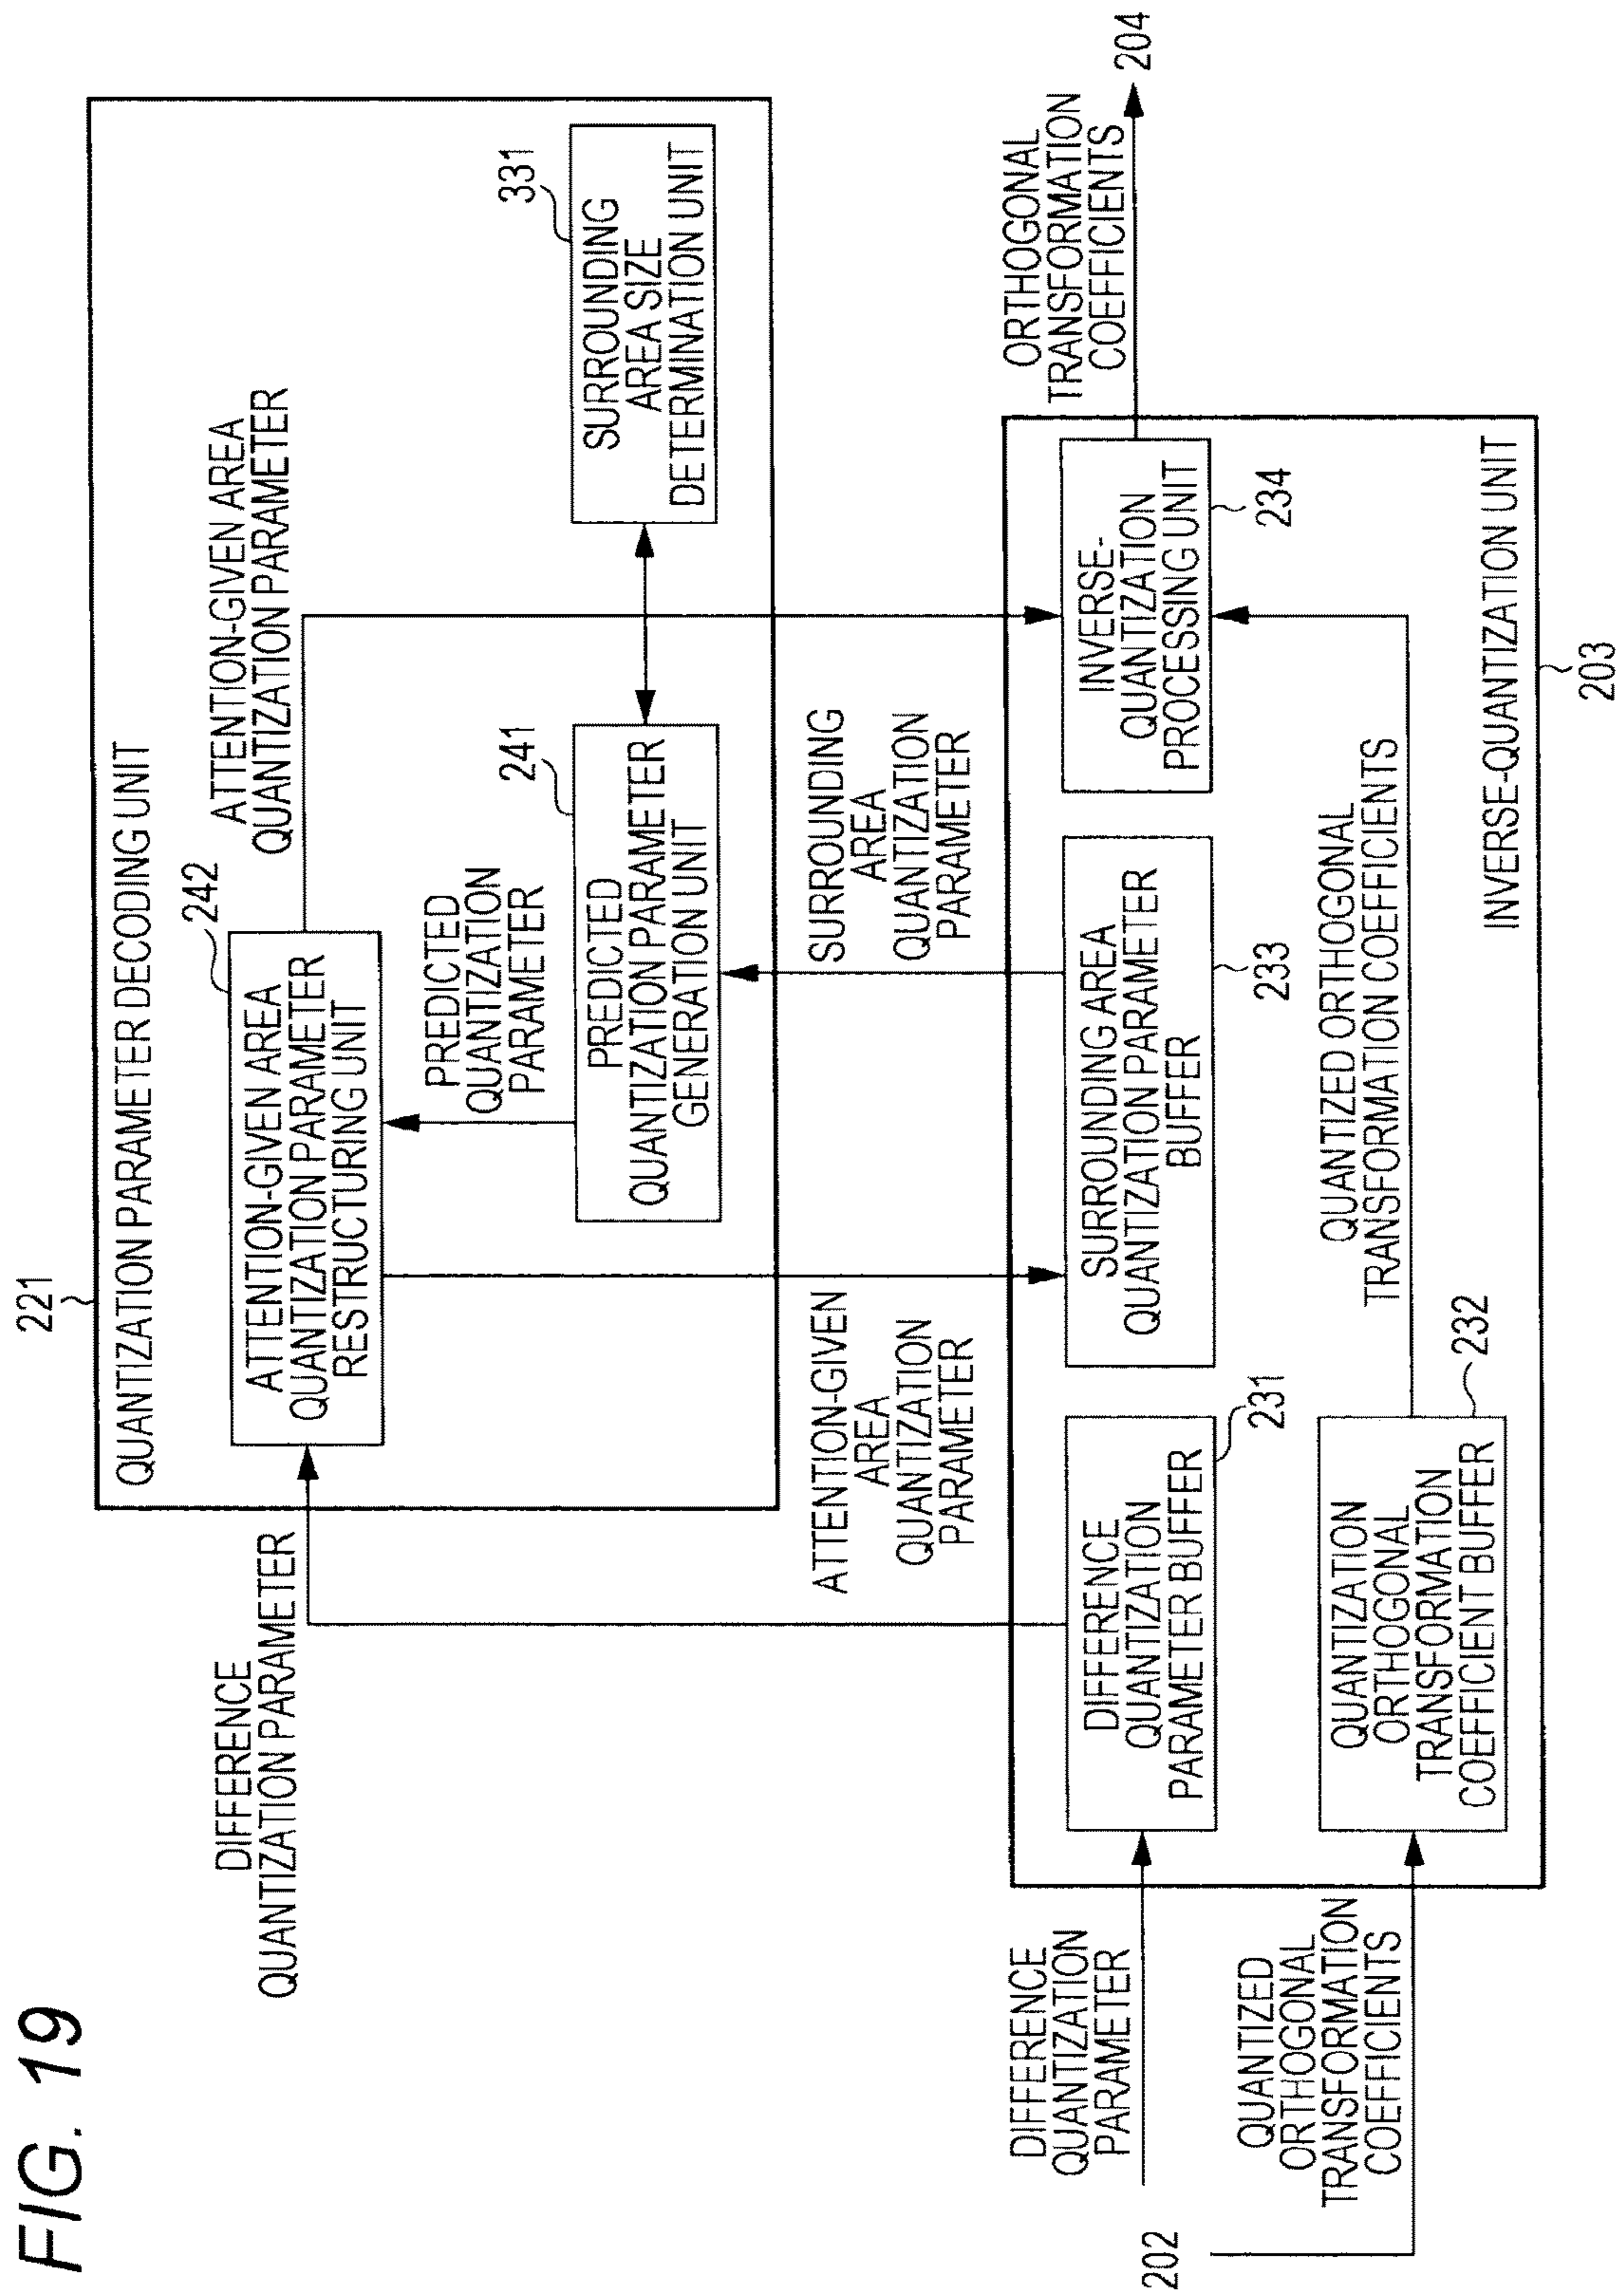 FIG. 19
221
QUANTIZATION PARAMETER DECODING UNIT
DIFFERENCE
QUANTIZATION PARAMETER
242
ATTENTION-GIVEN AREA
QUANTIZATION PARAMETER
RESTRUCTURING UNIT
ATTENTION-GIVEN AREA
QUANTIZATION PARAMETER
PREDICTED
QUANTIZATION
PARAMETER
241
PREDICTED
QUANTIZATION PARAMETER
GENERATION UNIT
331
SURROUNDING
AREA SIZE
DETERMINATION UNIT
ATTENTION-GIVEN
AREA
QUANTIZATION
PARAMETER
SURROUNDING
AREA
QUANTIZATION
PARAMETER
DIFFERENCE
QUANTIZATION
PARAMETER
DIFFERENCE
QUANTIZATION
PARAMETER BUFFER
231
SURROUNDING AREA
QUANTIZATION PARAMETER
BUFFER
233
INVERSE-
QUANTIZATION
PROCESSING UNIT
234
ORTHOGONAL
TRANSFORMATION
COEFFICIENTS
204
202
QUANTIZED
ORTHOGONAL
TRANSFORMATION
COEFFICIENTS
QUANTIZATION
ORTHOGONAL
TRANSFORMATION
COEFFICIENT BUFFER
232
QUANTIZED ORTHOGONAL
TRANSFORMATION COEFFICIENTS
INVERSE-QUANTIZATION UNIT
203